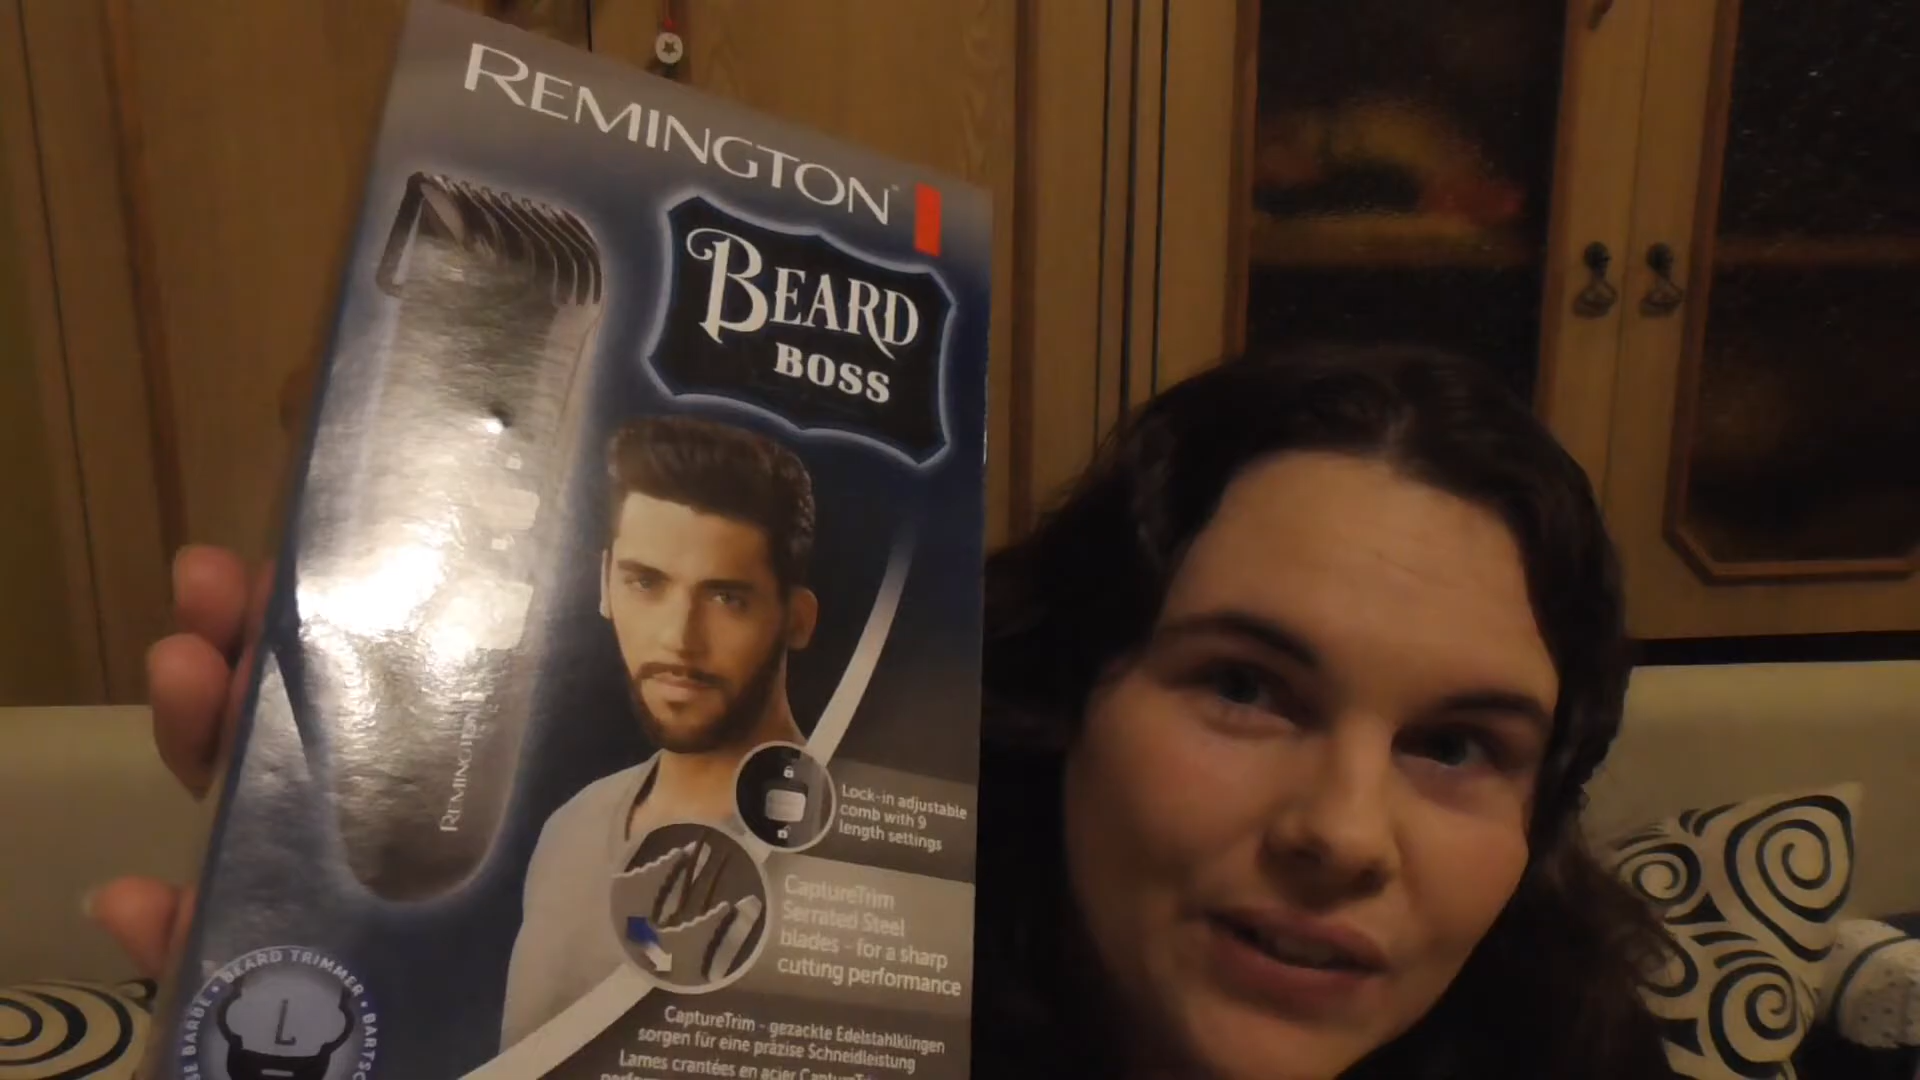 REMINGTON
BEARD
BOSS
REMINGTON
Lock-in adjustable
comb with 9
length settings
CaptureTrim
Serrated Steel
blades - for a sharp
cutting performance
CaptureTrim - gezackte Edelstahlklingen
sorgen für eine präzise Schneidleistung
Lames crantées en acier
BARBE • BEARD TRIMMER •
L